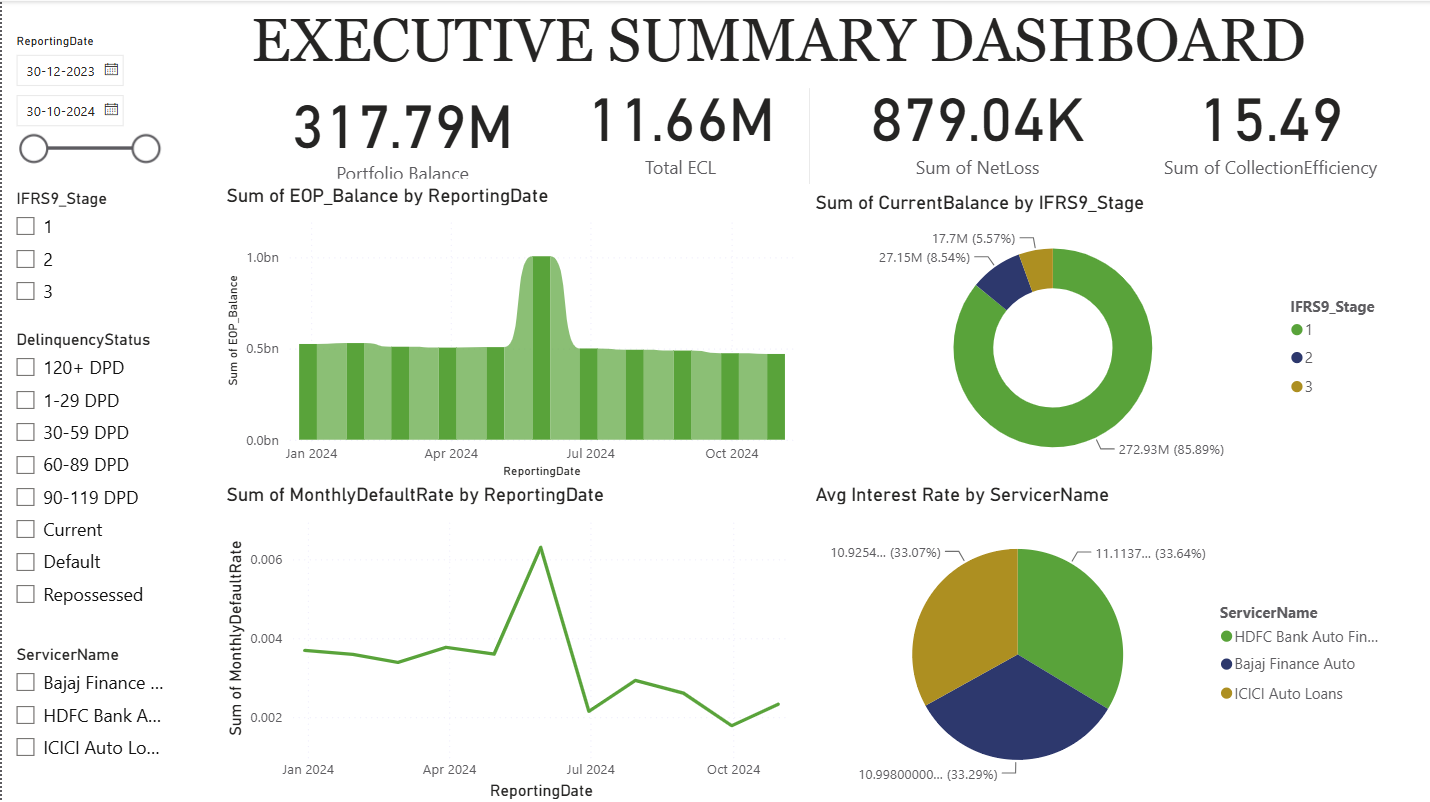 EXECUTIVE SUMMARY DASHBOARD
ReportingDate
30-12-2023
30-10-2024
317.79M
Portfolio Balance
11.66M
Total ECL
879.04K
Sum of NetLoss
15.49
Sum of CollectionEfficiency
IFRS9_Stage
1
2
3
DelinquencyStatus
120+ DPD
1-29 DPD
30-59 DPD
60-89 DPD
90-119 DPD
Current
Default
Repossessed
ServicerName
Bajaj Finance ...
HDFC Bank A...
ICICI Auto Lo...
Sum of EOP_Balance by ReportingDate
Sum of EOP_Balance
1.0bn
0.5bn
0.0bn
Jan 2024
Apr 2024
Jul 2024
Oct 2024
ReportingDate
Sum of CurrentBalance by IFRS9_Stage
17.7M (5.57%)
27.15M (8.54%)
272.93M (85.89%)
IFRS9_Stage
1
2
3
Sum of MonthlyDefaultRate by ReportingDate
Sum of MonthlyDefaultRate
0.006
0.004
0.002
Jan 2024
Apr 2024
Jul 2024
Oct 2024
ReportingDate
Avg Interest Rate by ServicerName
10.9254... (33.07%)
11.1137... (33.64%)
10.99800000... (33.29%)
ServicerName
HDFC Bank Auto Fin...
Bajaj Finance Auto
ICICI Auto Loans